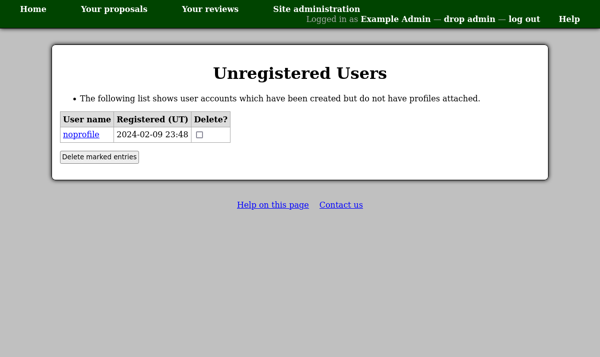 Home Your proposals Your reviews Site administration
Logged in as Example Admin — drop admin — log out Help
Unregistered Users
• The following list shows user accounts which have been created but do not have profiles attached.
User name Registered (UT) Delete?
noprofile 2024-02-09 23:48
Delete marked entries
Help on this page Contact us